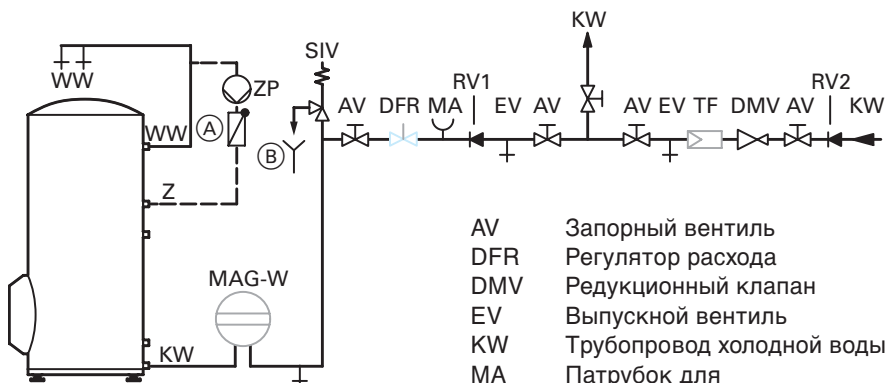 KW
SIV
WW
ZP
AV DFR MA RV1 EV AV AV EV TF DMV AV RV2 KW
WW
A
B
Z
MAG-W
KW
AV Запорный вентиль
DFR Регулятор расхода
DMV Редукционный клапан
EV Выпускной вентиль
KW Трубопровод холодной воды
MA Патрубок для